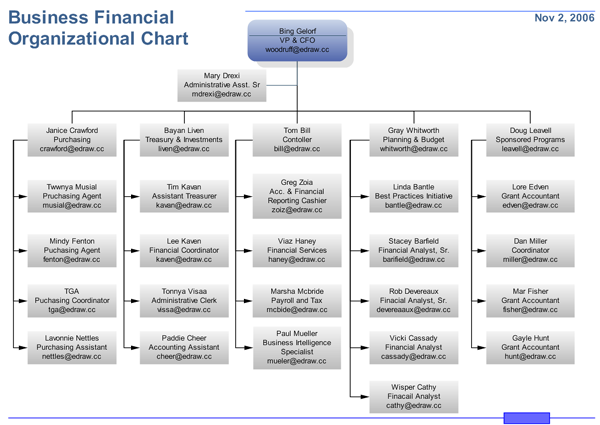 Business Financial
Organizational Chart
Nov 2, 2006
Bing Gelorf
VP & CFO
woodruff@edraw.cc
Mary Drexi
Administrative Asst. Sr
mdrexi@edraw.cc
Janice Crawford
Purchasing
crawford@edraw.cc
Bayan Liven
Treasury & Investments
liven@edraw.cc
Tom Bill
Contoller
bill@edraw.cc
Gray Whitworth
Planning & Budget
whitworth@edraw.cc
Doug Leavell
Sponsored Programs
leavell@edraw.cc
Twwnya Musial
Pruchasing Agent
musial@edraw.cc
Tim Kavan
Assistant Treasurer
kavan@edraw.cc
Greg Zoia
Acc. & Financial
Reporting Cashier
zoiz@edraw.cc
Linda Bantle
Best Practices Initiative
bantle@edraw.cc
Lore Edven
Grant Accountant
edven@edraw.cc
Mindy Fenton
Puchasing Agent
fenton@edraw.cc
Lee Kaven
Financial Coordinator
kaven@edraw.cc
Viaz Haney
Financial Services
haney@edraw.cc
Stacey Barfield
Financial Analyst, Sr.
barifield@edraw.cc
Dan Miller
Coordinator
miller@edraw.cc
TGA
Puchasing Coordinator
tga@edraw.cc
Tonnya Visaa
Administrative Clerk
vissa@edraw.cc
Marsha Mcbride
Payroll and Tax
mcbide@edraw.cc
Rob Devereaux
Finacial Analyst, Sr.
devereaaux@edraw.cc
Mar Fisher
Grant Accountant
fisher@edraw.cc
Lavonnie Nettles
Purchasing Assistant
nettles@edraw.cc
Paddie Cheer
Accounting Assistant
cheer@edraw.cc
Paul Mueller
Business Intelligence
Specialist
mueler@edraw.cc
Vicki Cassady
Financial Analyst
cassady@edraw.cc
Gayle Hunt
Grant Accountant
hunt@edraw.cc
Wisper Cathy
Finacail Analyst
cathy@edraw.cc